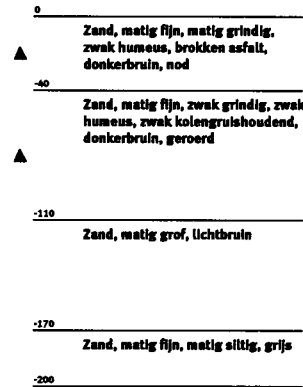 0
Zand, matig fijn, matig grindig,
zwak humeus, brokken asfalt,
donkerbruin, nod
-40
Zand, matig fijn, zwak grindig, zwak
humeus, zwak kolengruishoudend,
donkerbruin, geroerd
-110
Zand, matig grof, lichtbruin
-170
Zand, matig fijn, matig siltig, grijs
-200